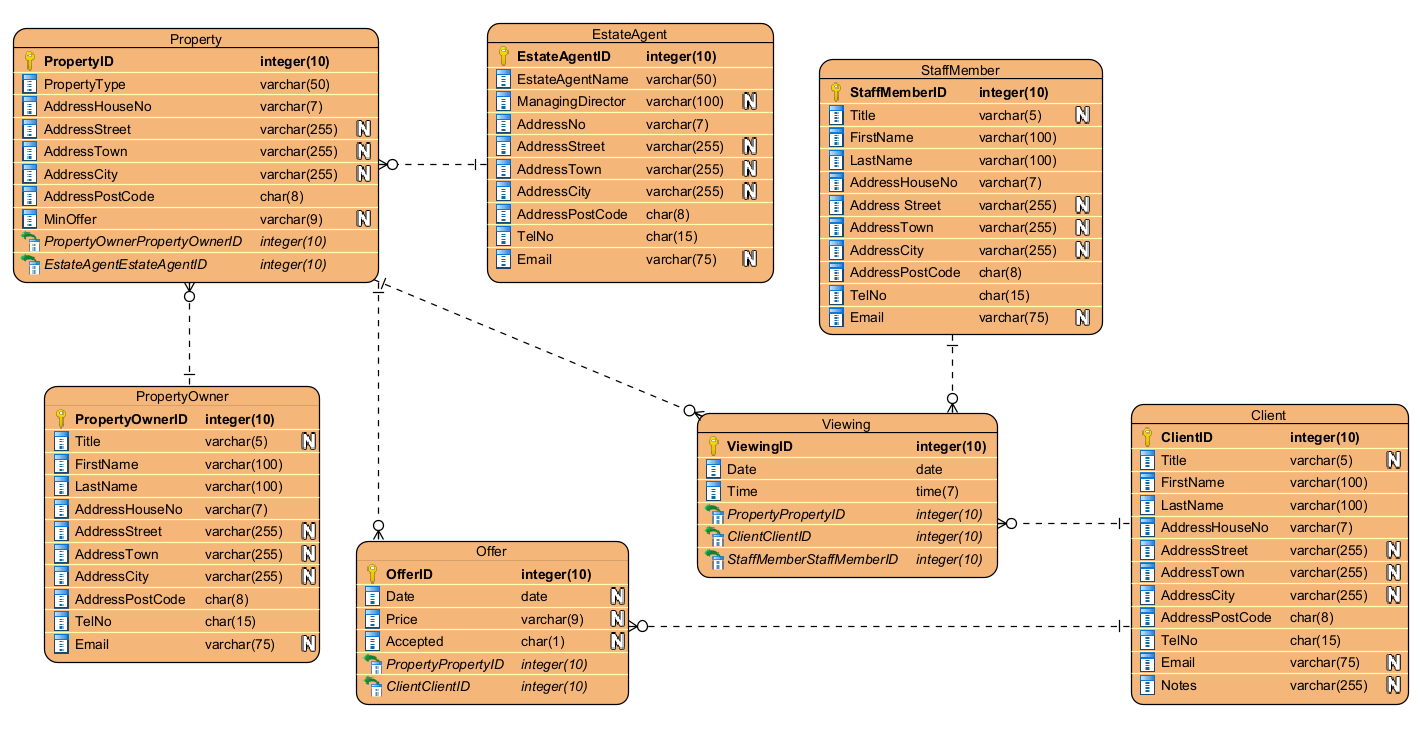 Property
PropertyID integer(10)
PropertyType varchar(50)
AddressHouseNo varchar(7)
AddressStreet varchar(255) N
AddressTown varchar(255) N
AddressCity varchar(255) N
AddressPostCode char(8)
MinOffer varchar(9) N
PropertyOwnerPropertyOwnerID integer(10)
EstateAgentEstateAgentID integer(10)
EstateAgent
EstateAgentID integer(10)
EstateAgentName varchar(50)
ManagingDirector varchar(100) N
AddressNo varchar(7)
AddressStreet varchar(255) N
AddressTown varchar(255) N
AddressCity varchar(255) N
AddressPostCode char(8)
TelNo char(15)
Email varchar(75) N
StaffMember
StaffMemberID integer(10)
Title varchar(5) N
FirstName varchar(100)
LastName varchar(100)
AddressHouseNo varchar(7)
Address Street varchar(255) N
AddressTown varchar(255) N
AddressCity varchar(255) N
AddressPostCode char(8)
TelNo char(15)
Email varchar(75) N
PropertyOwner
PropertyOwnerID integer(10)
Title varchar(5) N
FirstName varchar(100)
LastName varchar(100)
AddressHouseNo varchar(7)
AddressStreet varchar(255) N
AddressTown varchar(255) N
AddressCity varchar(255) N
AddressPostCode char(8)
TelNo char(15)
Email varchar(75) N
Offer
OfferID integer(10)
Date date N
Price varchar(9) N
Accepted char(1) N
PropertyPropertyID integer(10)
ClientClientID integer(10)
Viewing
ViewingID integer(10)
Date date
Time time(7)
PropertyPropertyID integer(10)
ClientClientID integer(10)
StaffMemberStaffMemberID integer(10)
Client
ClientID integer(10)
Title varchar(5) N
FirstName varchar(100)
LastName varchar(100)
AddressHouseNo varchar(7)
AddressStreet varchar(255) N
AddressTown varchar(255) N
AddressCity varchar(255) N
AddressPostCode char(8)
TelNo char(15)
Email varchar(75) N
Notes varchar(255) N